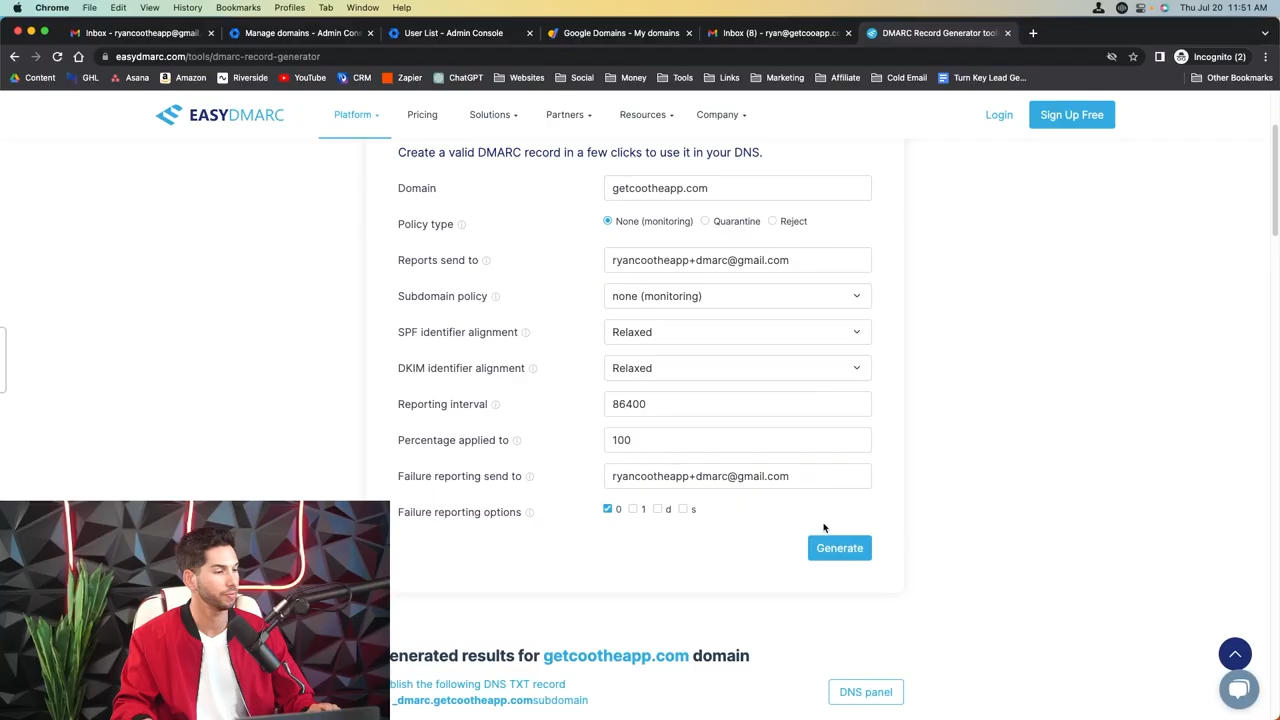 Chrome File Edit View History Bookmarks Profiles Tab Window Help Thu Jul 20 11:51 AM
Inbox - ryancootheapp@gmail. Manage domains - Admin Cons User List - Admin Console Google Domains - My domains Inbox (8) - ryan@getcooapp.c DMARC Record Generator tool
easydmarc.com/tools/dmarc-record-generator Incognito (2)
Content GHL Asana Amazon Riverside YouTube CRM Zapier ChatGPT Websites Social Money Tools Links Marketing Affiliate Cold Email Turn Key Lead Ge... Other Bookmarks
EASYDMARC Platform Pricing Solutions Partners Resources Company Login Sign Up Free
Create a valid DMARC record in a few clicks to use it in your DNS.
Domain getcootheapp.com
Policy type None (monitoring) Quarantine Reject
Reports send to ryancootheapp+dmarc@gmail.com
Subdomain policy none (monitoring)
SPF identifier alignment Relaxed
DKIM identifier alignment Relaxed
Reporting interval 86400
Percentage applied to 100
Failure reporting send to ryancootheapp+dmarc@gmail.com
Failure reporting options 0 1 d s
Generate
enerated results for getcootheapp.com domain
blish the following DNS TXT record
_dmarc.getcootheapp.comsubdomain
DNS panel